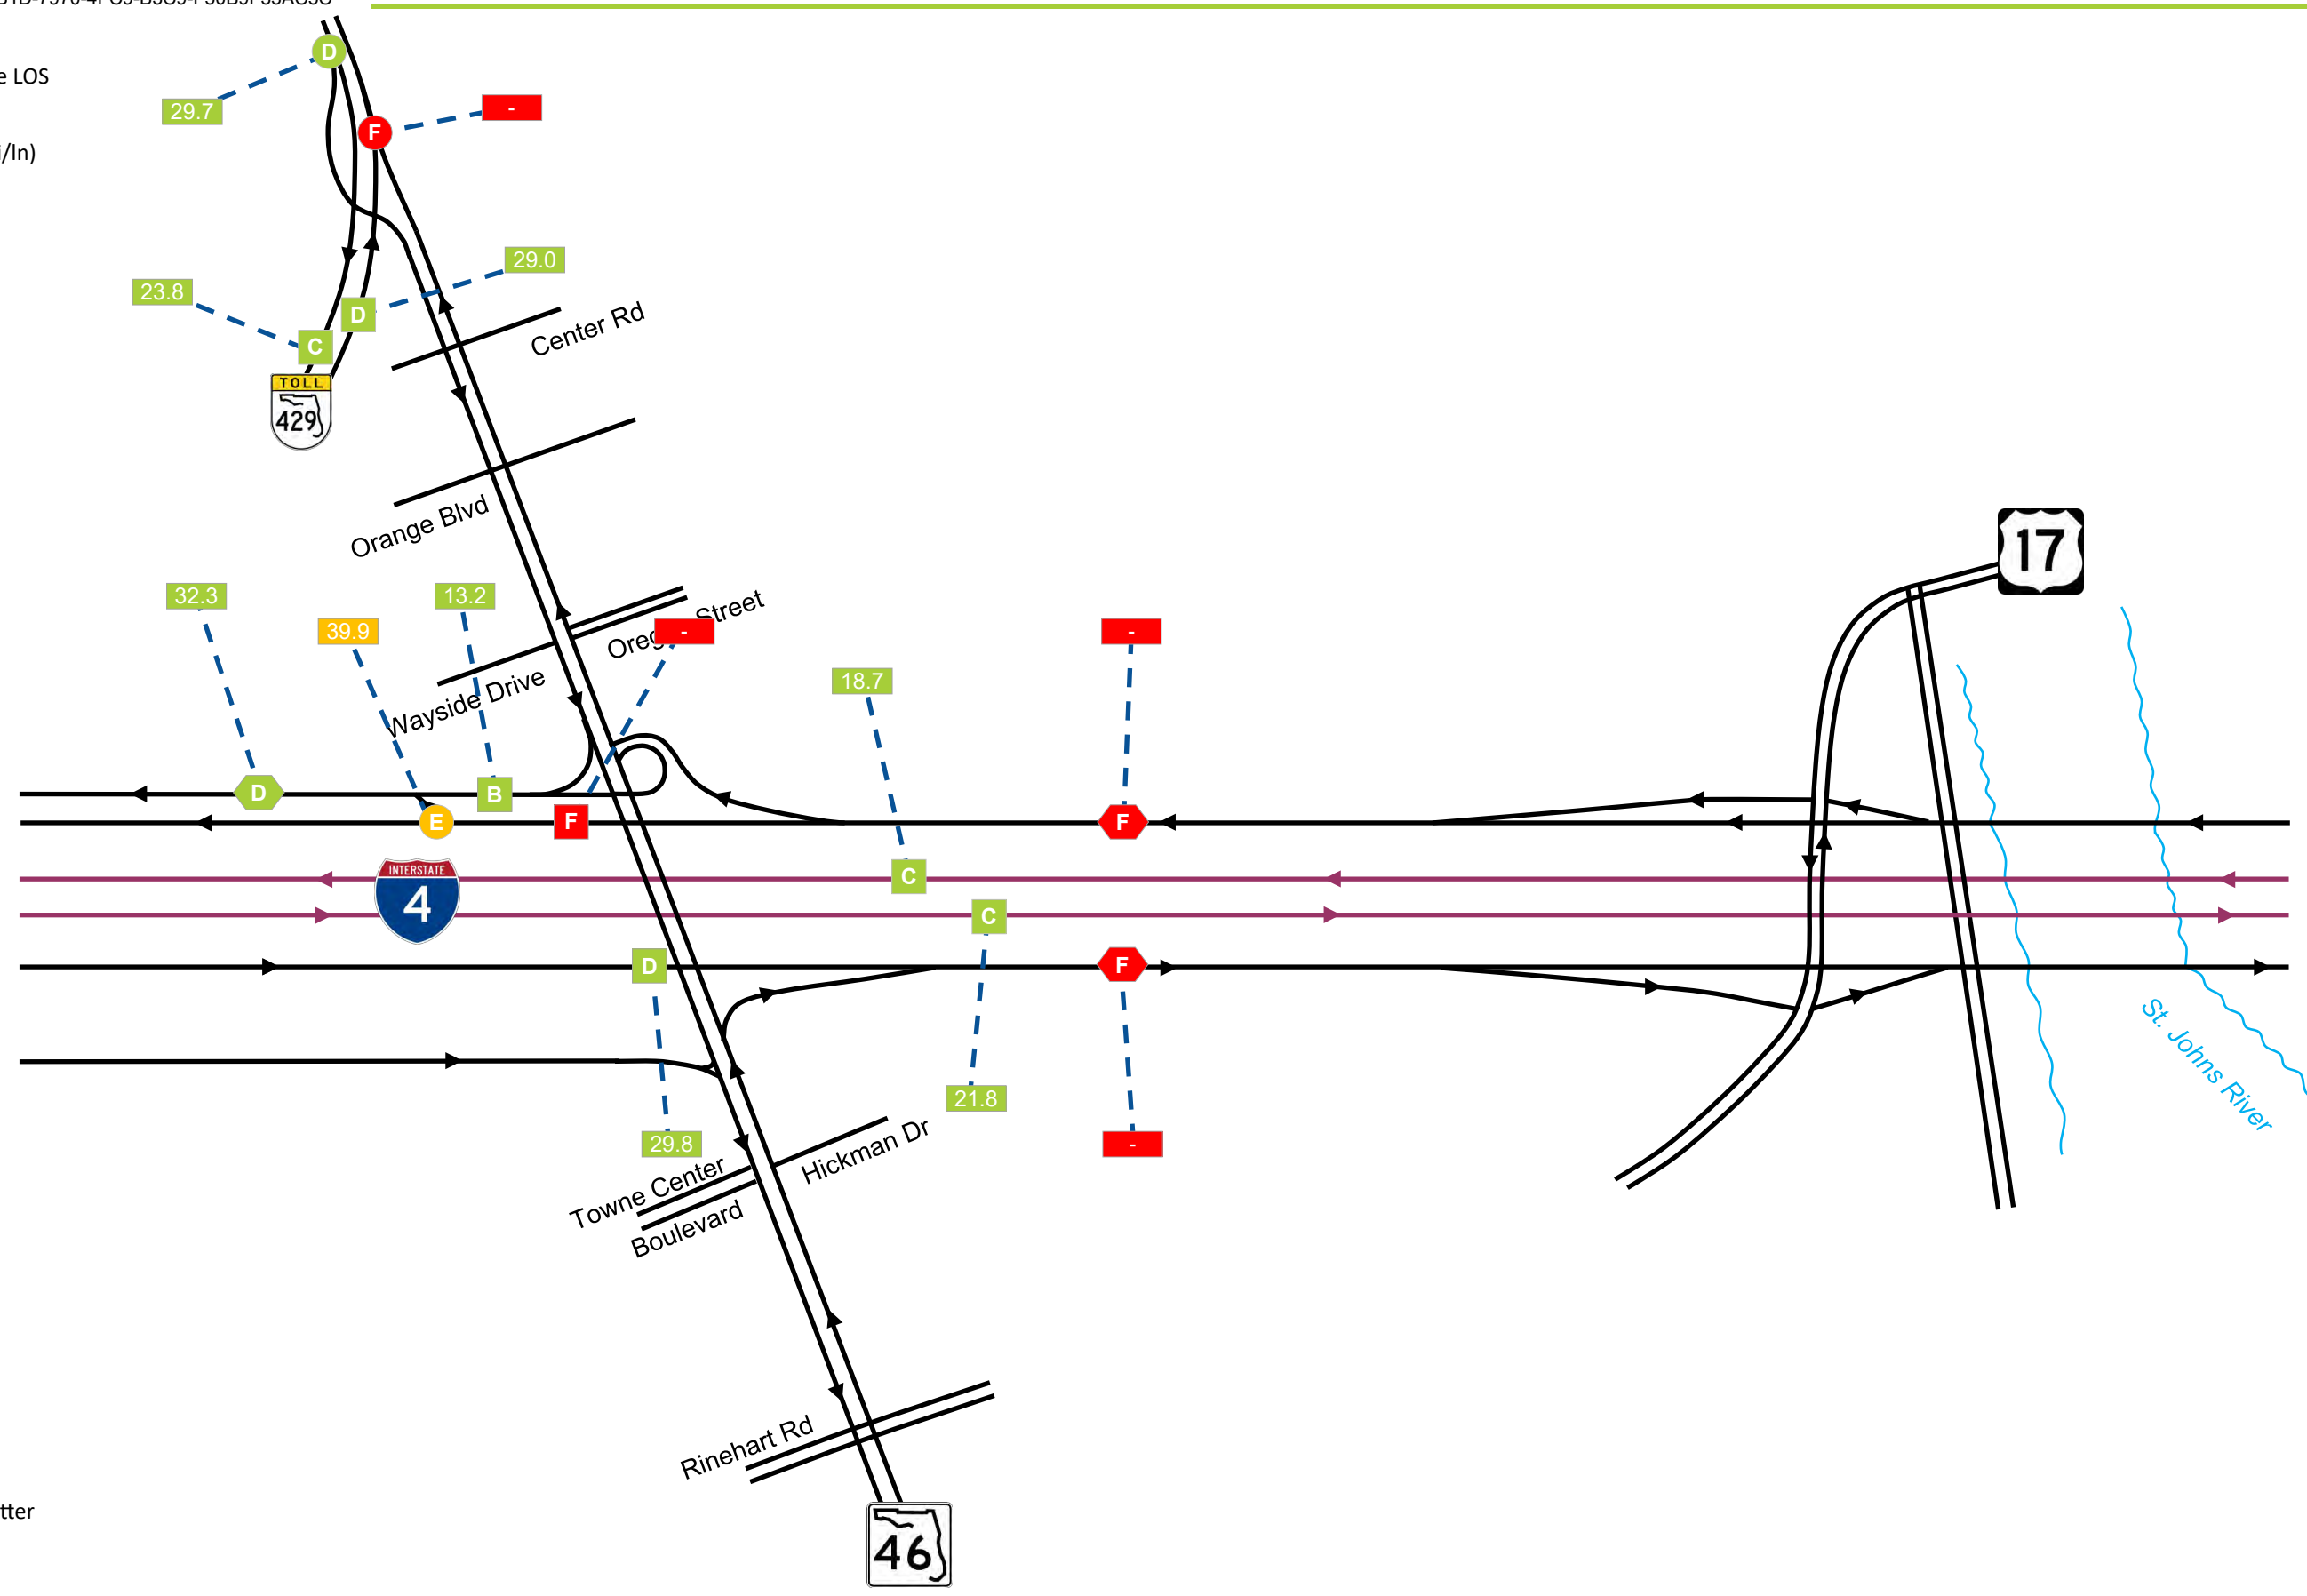 e LOS
i/ln)
D
29.7
F
-
29.0
23.8
D
C
TOLL
429
Center Rd
Orange Blvd
17
32.3
39.9
13.2
Street
-
-
Wayside Drive
18.7
D
B
E
F
F
INTERSTATE
4
C
C
D
F
St. Johns River
21.8
29.8
-
Hickman Dr
Towne Center
Boulevard
Rinehart Rd
tter
46